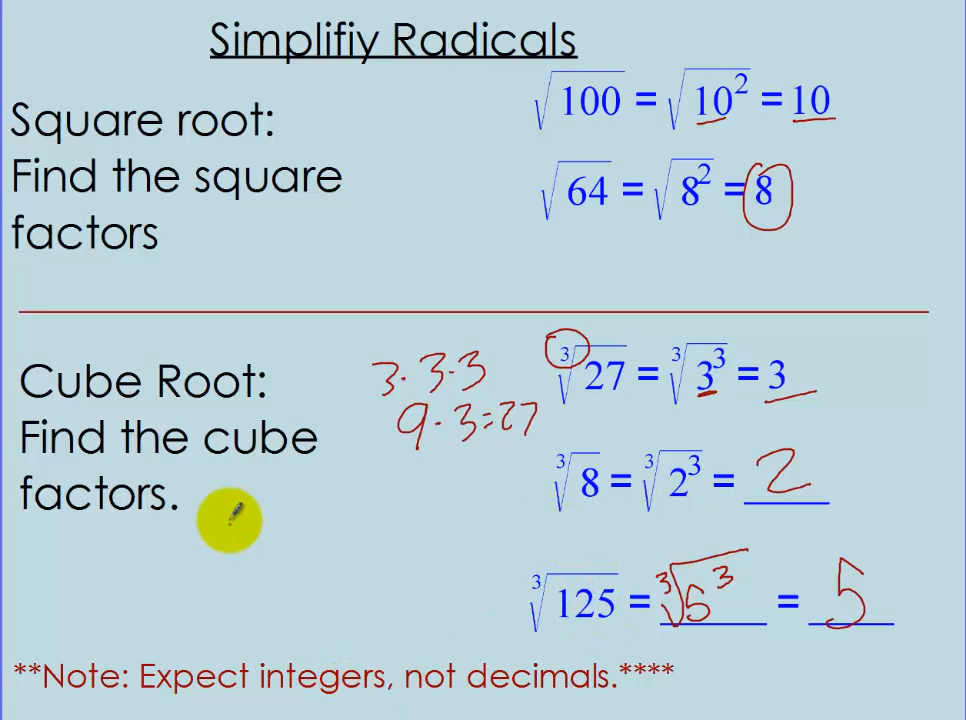 Simplifiy Radicals
Square root:
Find the square
factors
√100 = √10² = 10
√64 = √8² = 8
Cube Root:
Find the cube
factors.
3·3·3
9·3=27
∛27 = ∛3³ = 3
∛8 = ∛2³ = 2
∛125 = ∛5³ = 5
**Note: Expect integers, not decimals.****